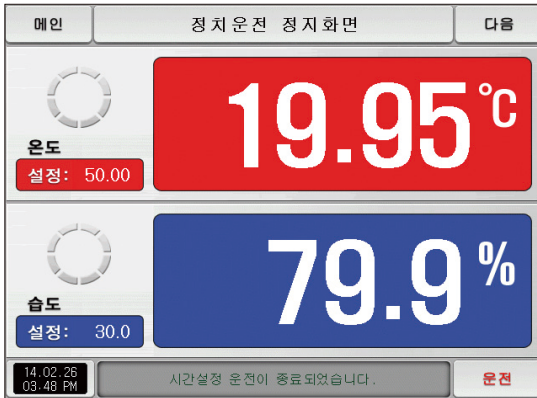 메인
정치운전 정지화면
다음
19.95℃
온도
설정: 50.00
79.9%
습도
설정: 30.0
14.02.26
03:48 PM
시간설정 운전이 종료되었습니다.
운전